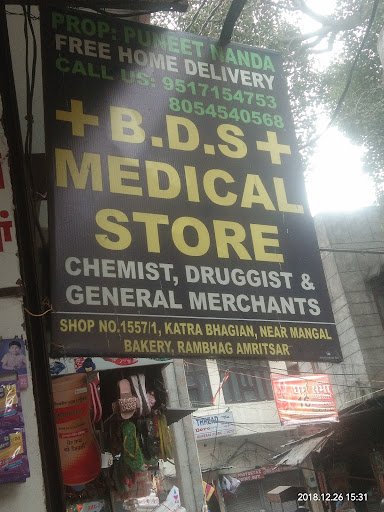 PROP: PUNEET NANDA
FREE HOME DELIVERY
CALL US: 9517154753
8054540568
+ B.D.S +
MEDICAL
STORE
CHEMIST, DRUGGIST &
GENERAL MERCHANTS
SHOP NO.1557/1, KATRA BHAGIAN, NEAR MANGAL
BAKERY, RAMBHAG AMRITSAR
THREAD
2018.12.26 15:31